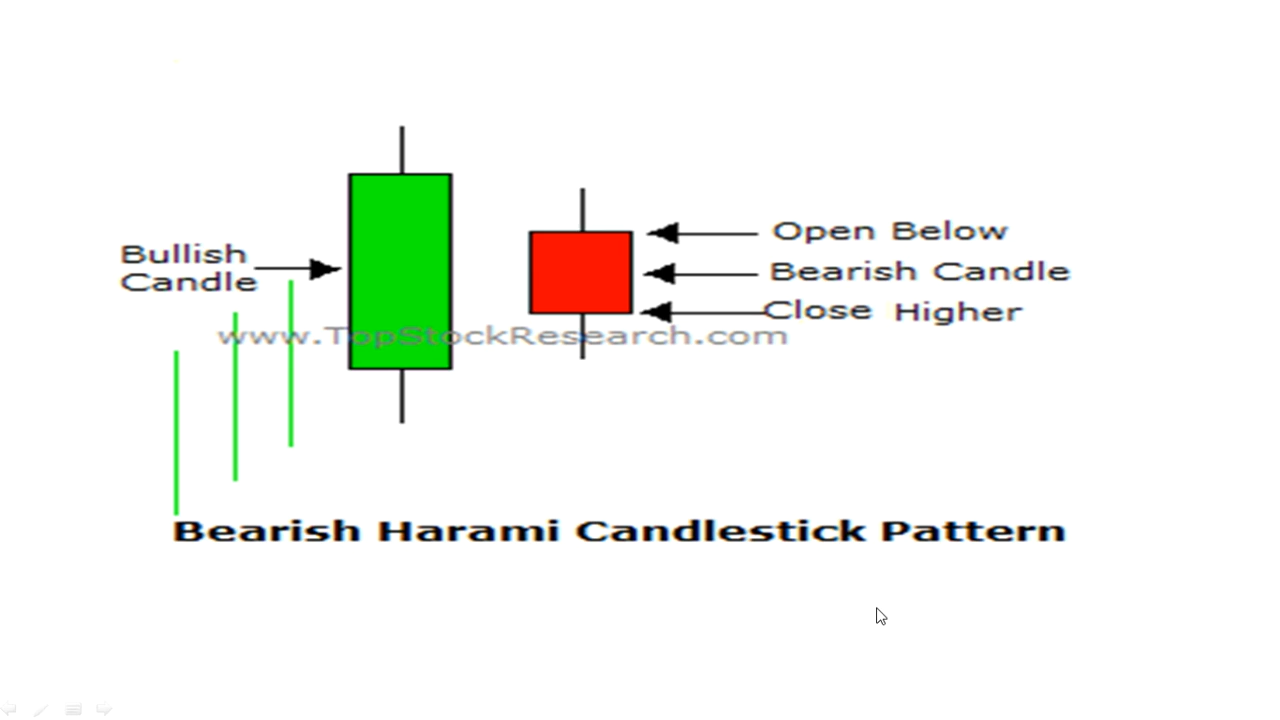 Bullish
Candle
Open Below
Bearish Candle
Close Higher
www.TopStockResearch.com
Bearish Harami Candlestick Pattern